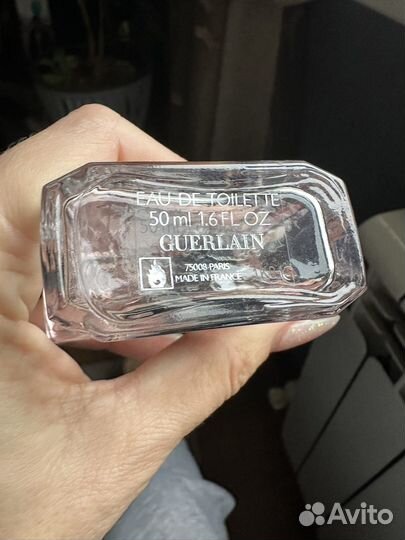 EAU DE TOILETTE
50 ml 1.6 FL OZ
GUERLAIN
75008 PARIS
MADE IN FRANCE
Avito